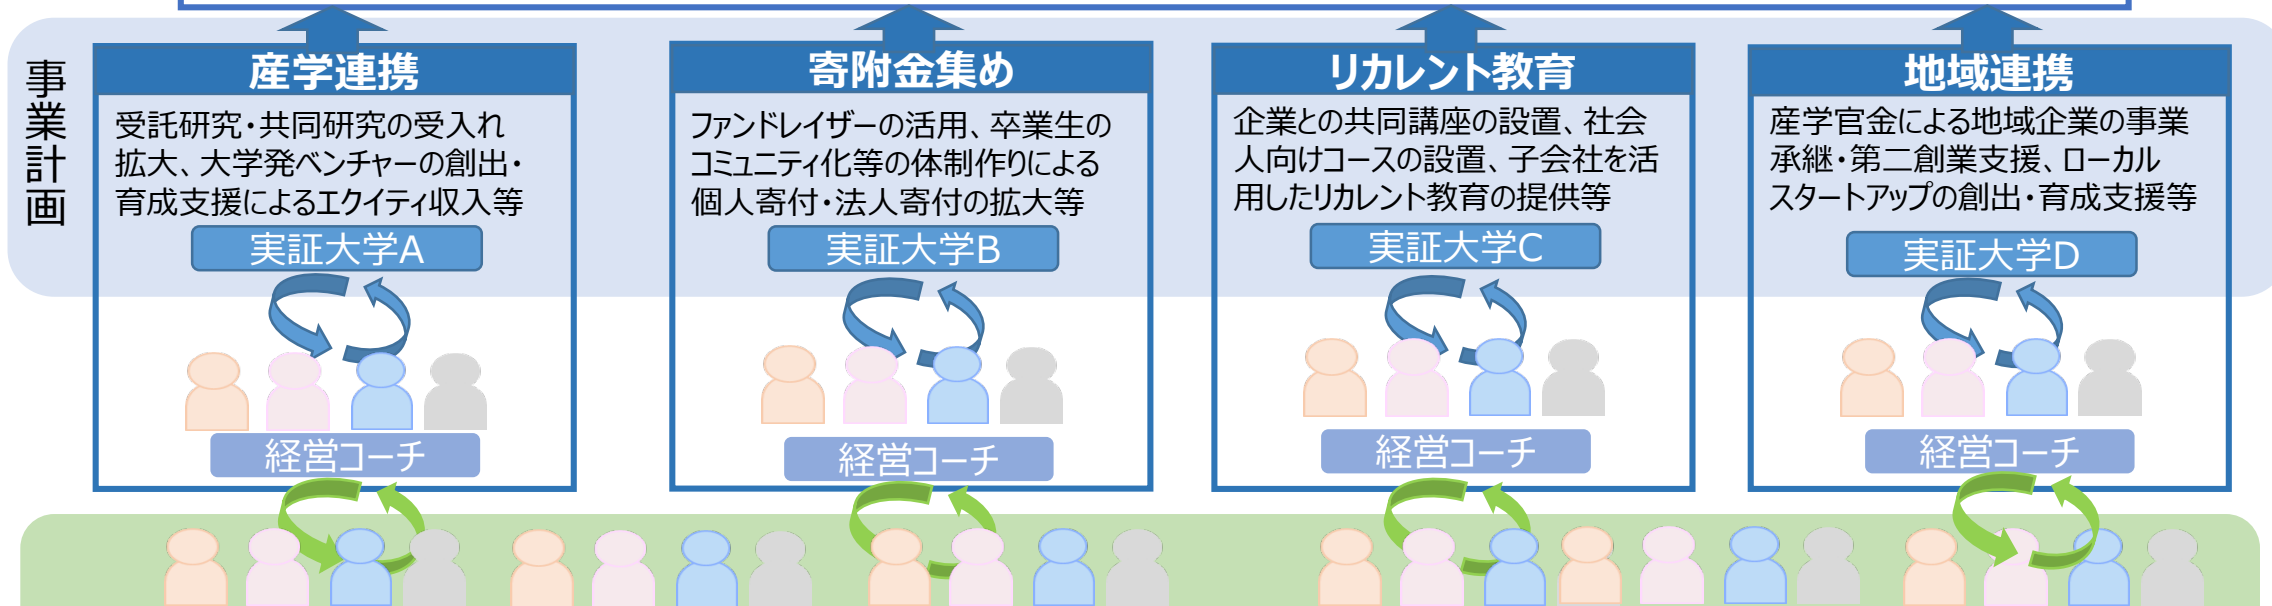 事業計画
産学連携
受託研究・共同研究の受入れ
拡大、大学発ベンチャーの創出・
育成支援によるエクイティ収入等
実証大学A
経営コーチ
寄附金集め
ファンドレイザーの活用、卒業生の
コミュニティ化等の体制作りによる
個人寄付・法人寄付の拡大等
実証大学B
経営コーチ
リカレント教育
企業との共同講座の設置、社会
人向けコースの設置、子会社を活
用したリカレント教育の提供等
実証大学C
経営コーチ
地域連携
産学官金による地域企業の事業
承継・第二創業支援、ローカル
スタートアップの創出・育成支援等
実証大学D
経営コーチ